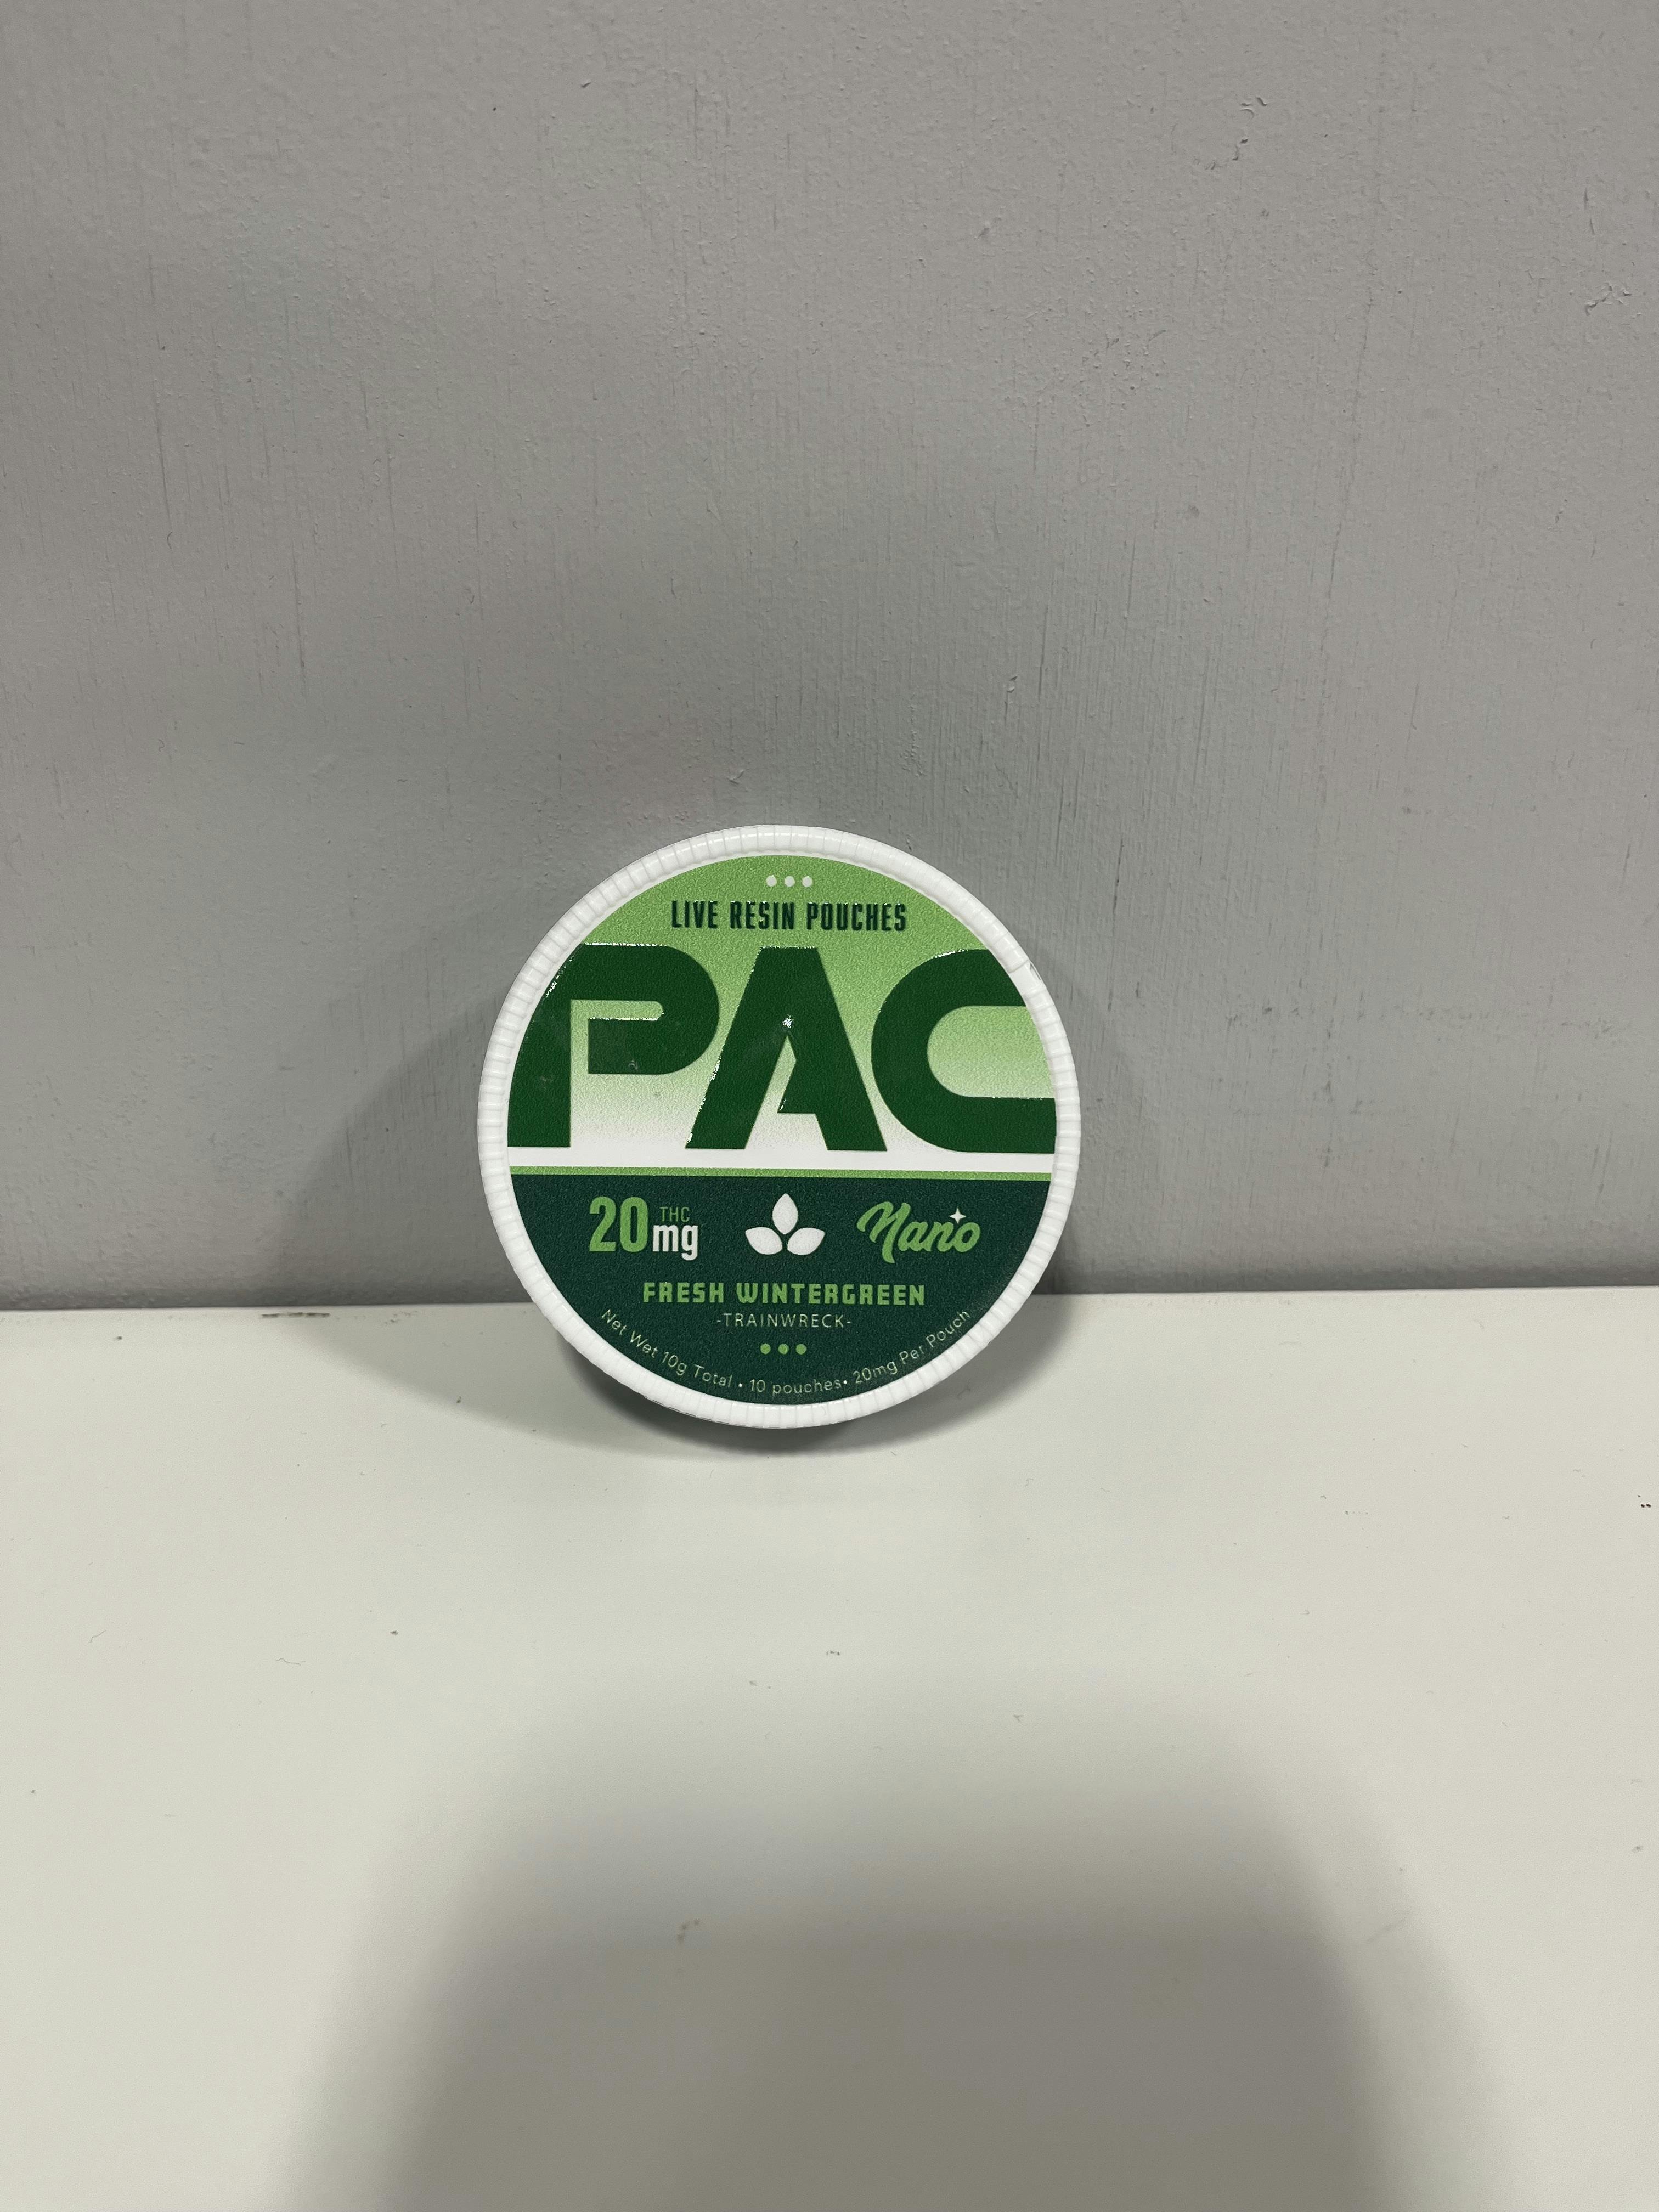 LIVE RESIN POUCHES
PAC
20 THC mg Nano
FRESH WINTERGREEN
-TRAINWRECK-
Net Wet 10g Total • 10 pouches• 20mg Per Pouch